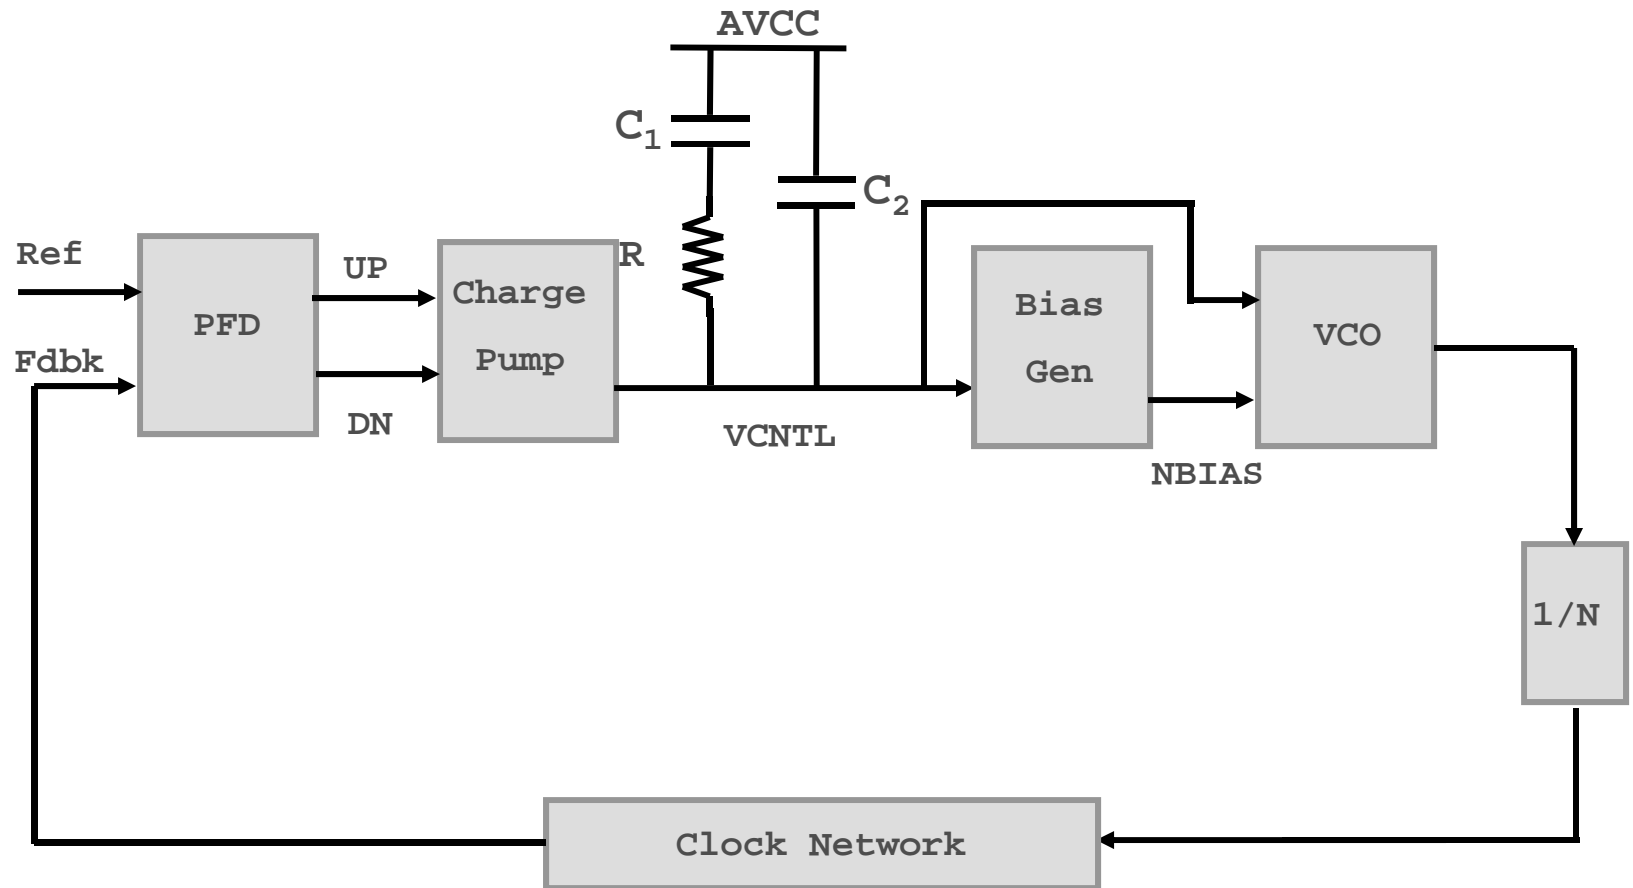 AVCC
C1
C2
Ref
UP
Charge
Pump
R
PFD
Fdbk
DN
VCNTL
Bias
Gen
NBIAS
VCO
1/N
Clock Network